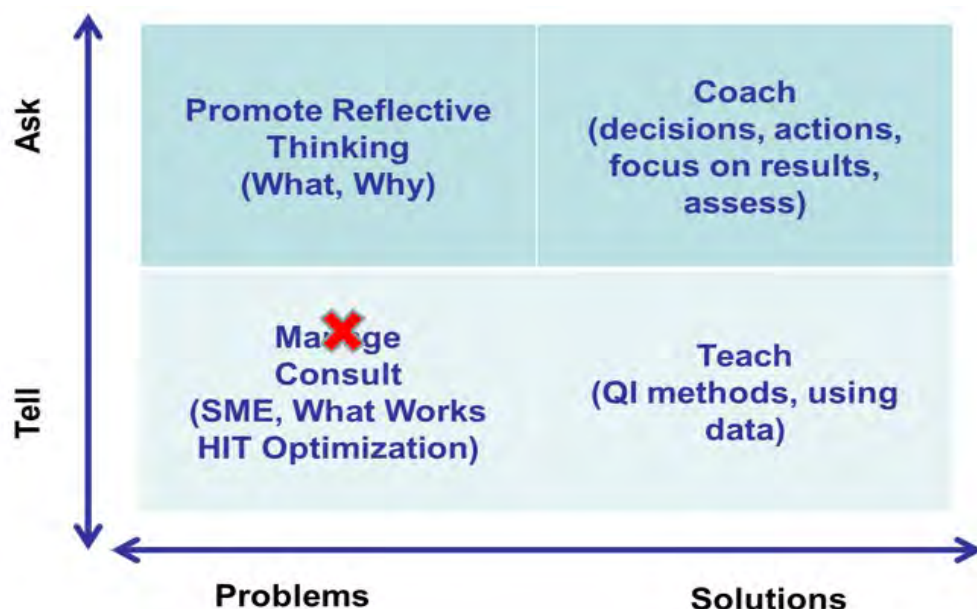 Ask
Promote Reflective
Thinking
(What, Why)
Coach
(decisions, actions,
focus on results,
assess)
Tell
Manage
Consult
(SME, What Works
HIT Optimization)
Teach
(QI methods, using
data)
Problems
Solutions